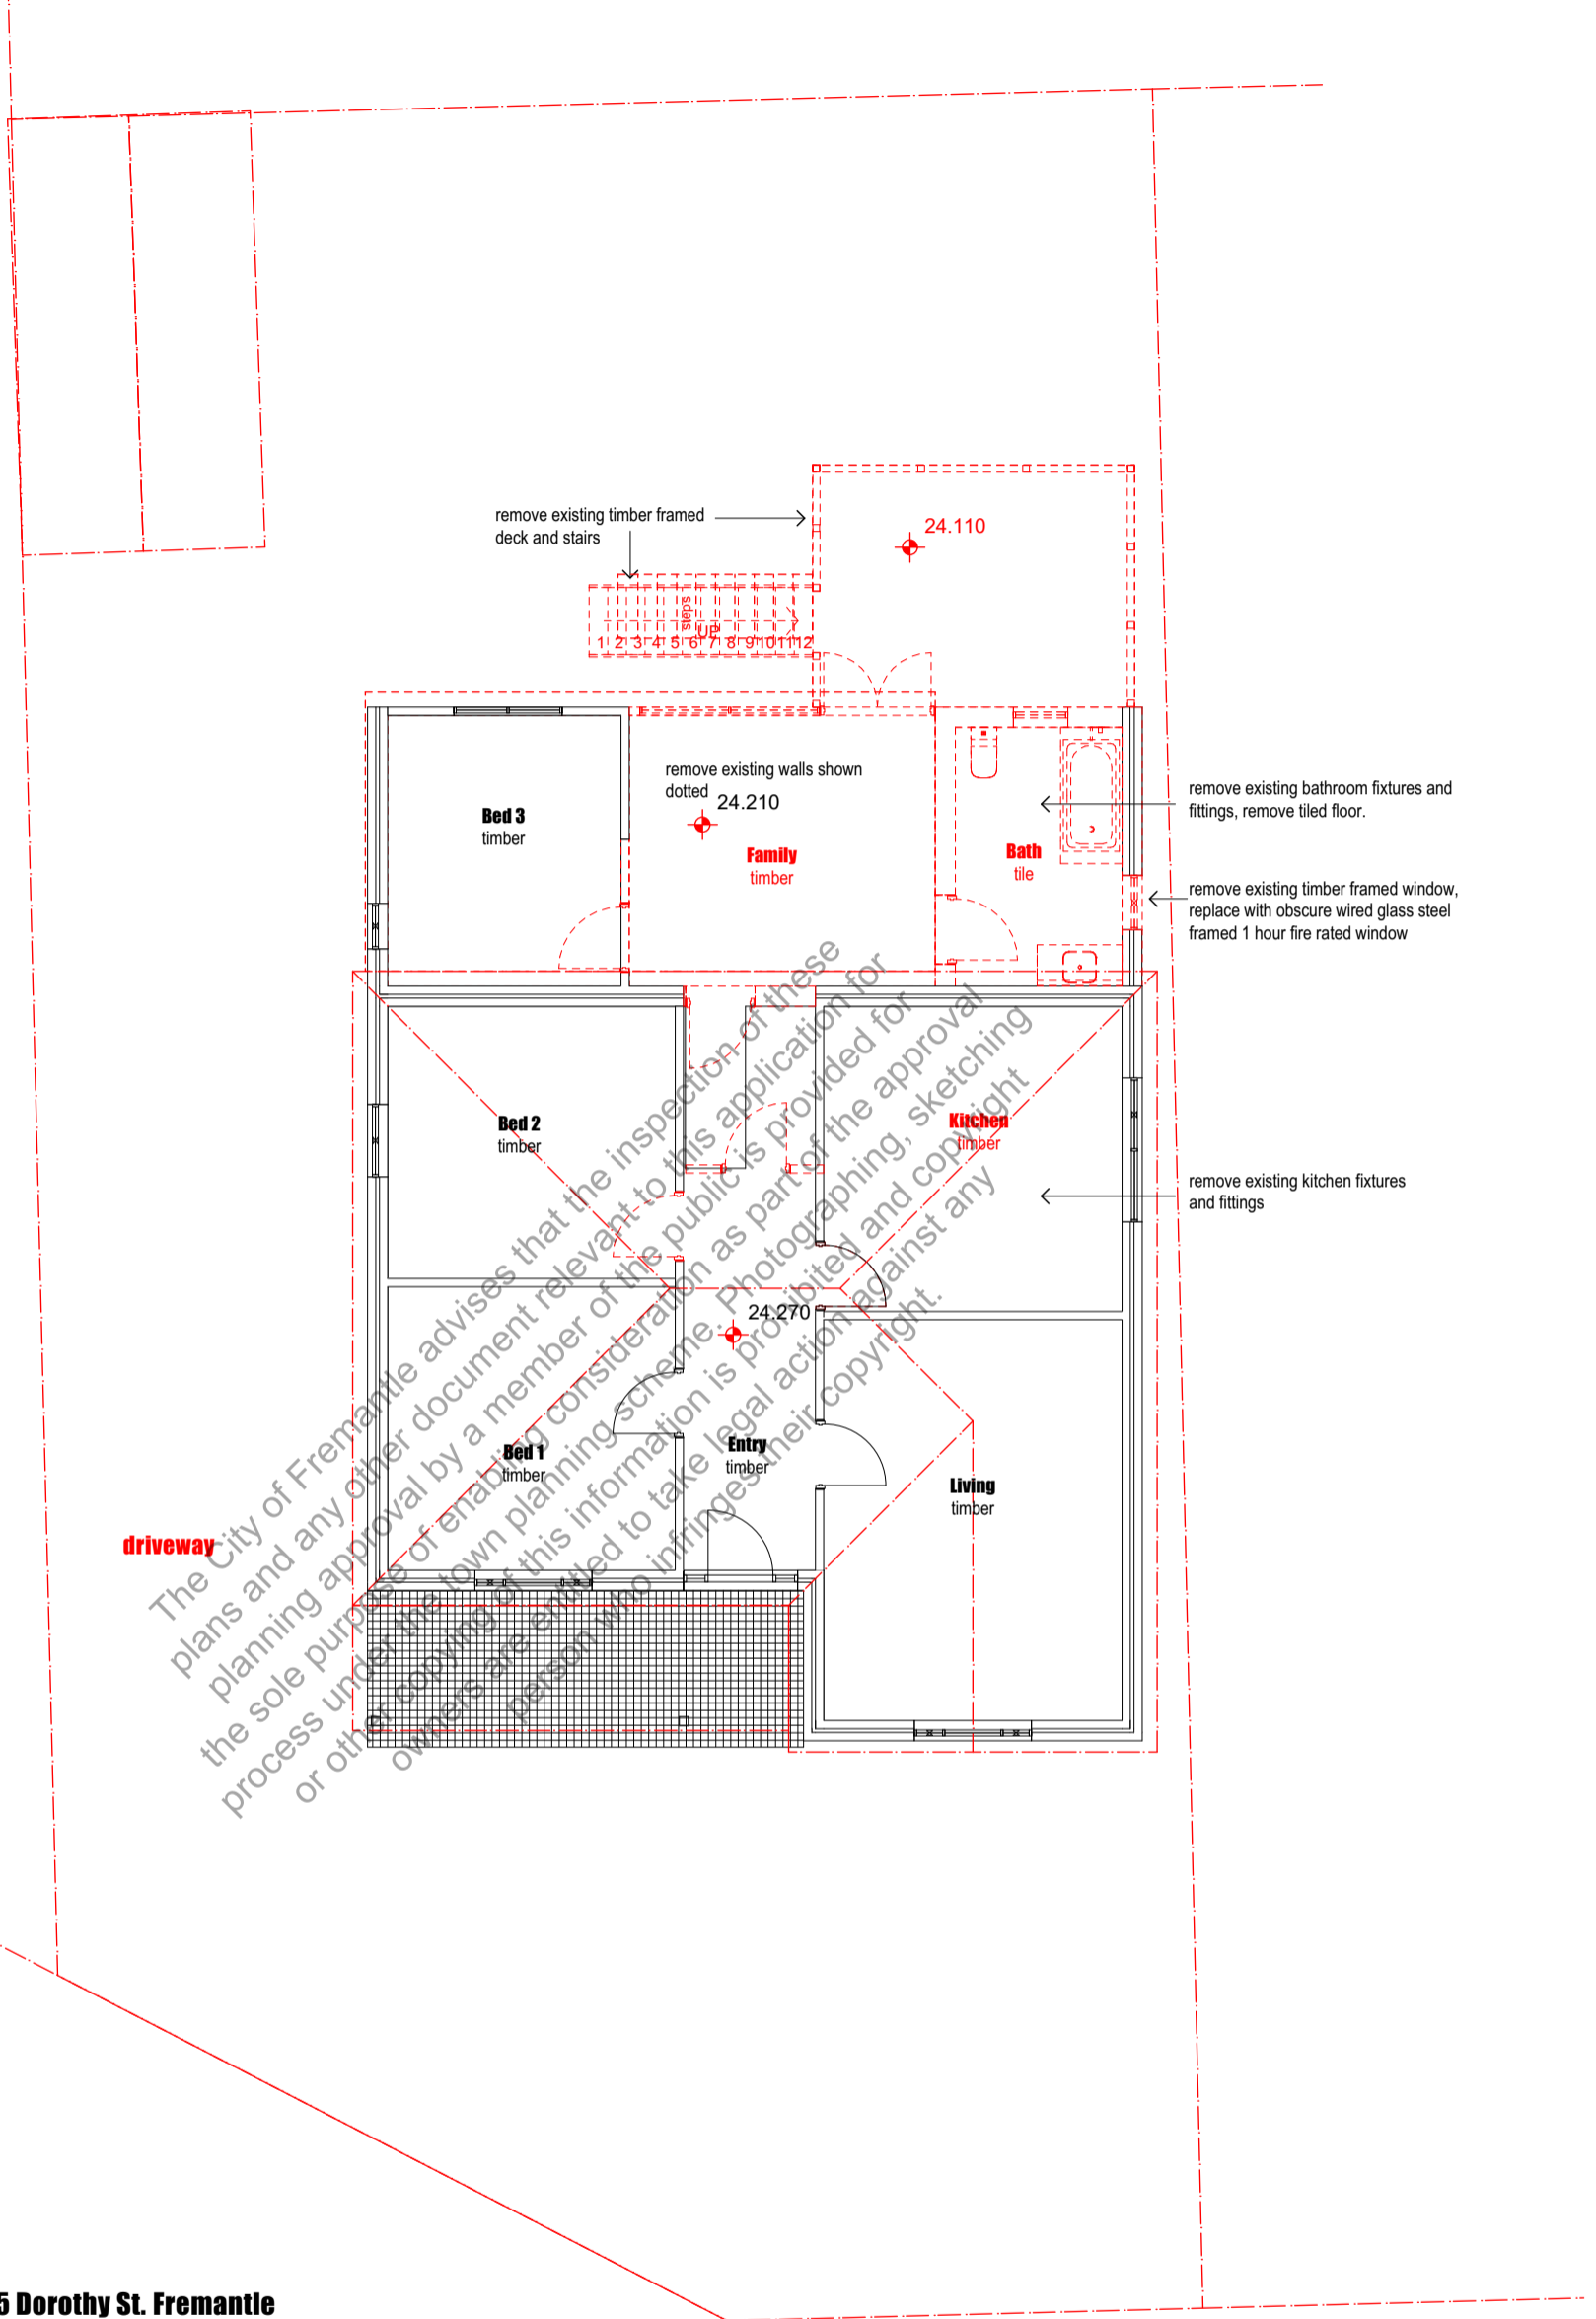 remove existing timber framed
deck and stairs
24.110
steps
UP
1 2 3 4 5 6 7 8 9 10 11 12
remove existing walls shown
dotted
24.210
Bed 3
timber
Family
timber
Bath
tile
remove existing bathroom fixtures and
fittings, remove tiled floor.
remove existing timber framed window,
replace with obscure wired glass steel
framed 1 hour fire rated window
Bed 2
timber
Kitchen
timber
remove existing kitchen fixtures
and fittings
24.270
Bed 1
timber
Entry
timber
Living
timber
driveway
The City of Fremantle advises that the inspection of these
plans and any other document relevant to this application for
planning approval by a member of the public is provided for
the sole purpose of enabling consideration as part of the approval
process under the town planning scheme. Photographing, sketching
or other copying of this information is prohibited and copyright
owners are entitled to take legal action against any
person who infringes their copyright.
5 Dorothy St. Fremantle